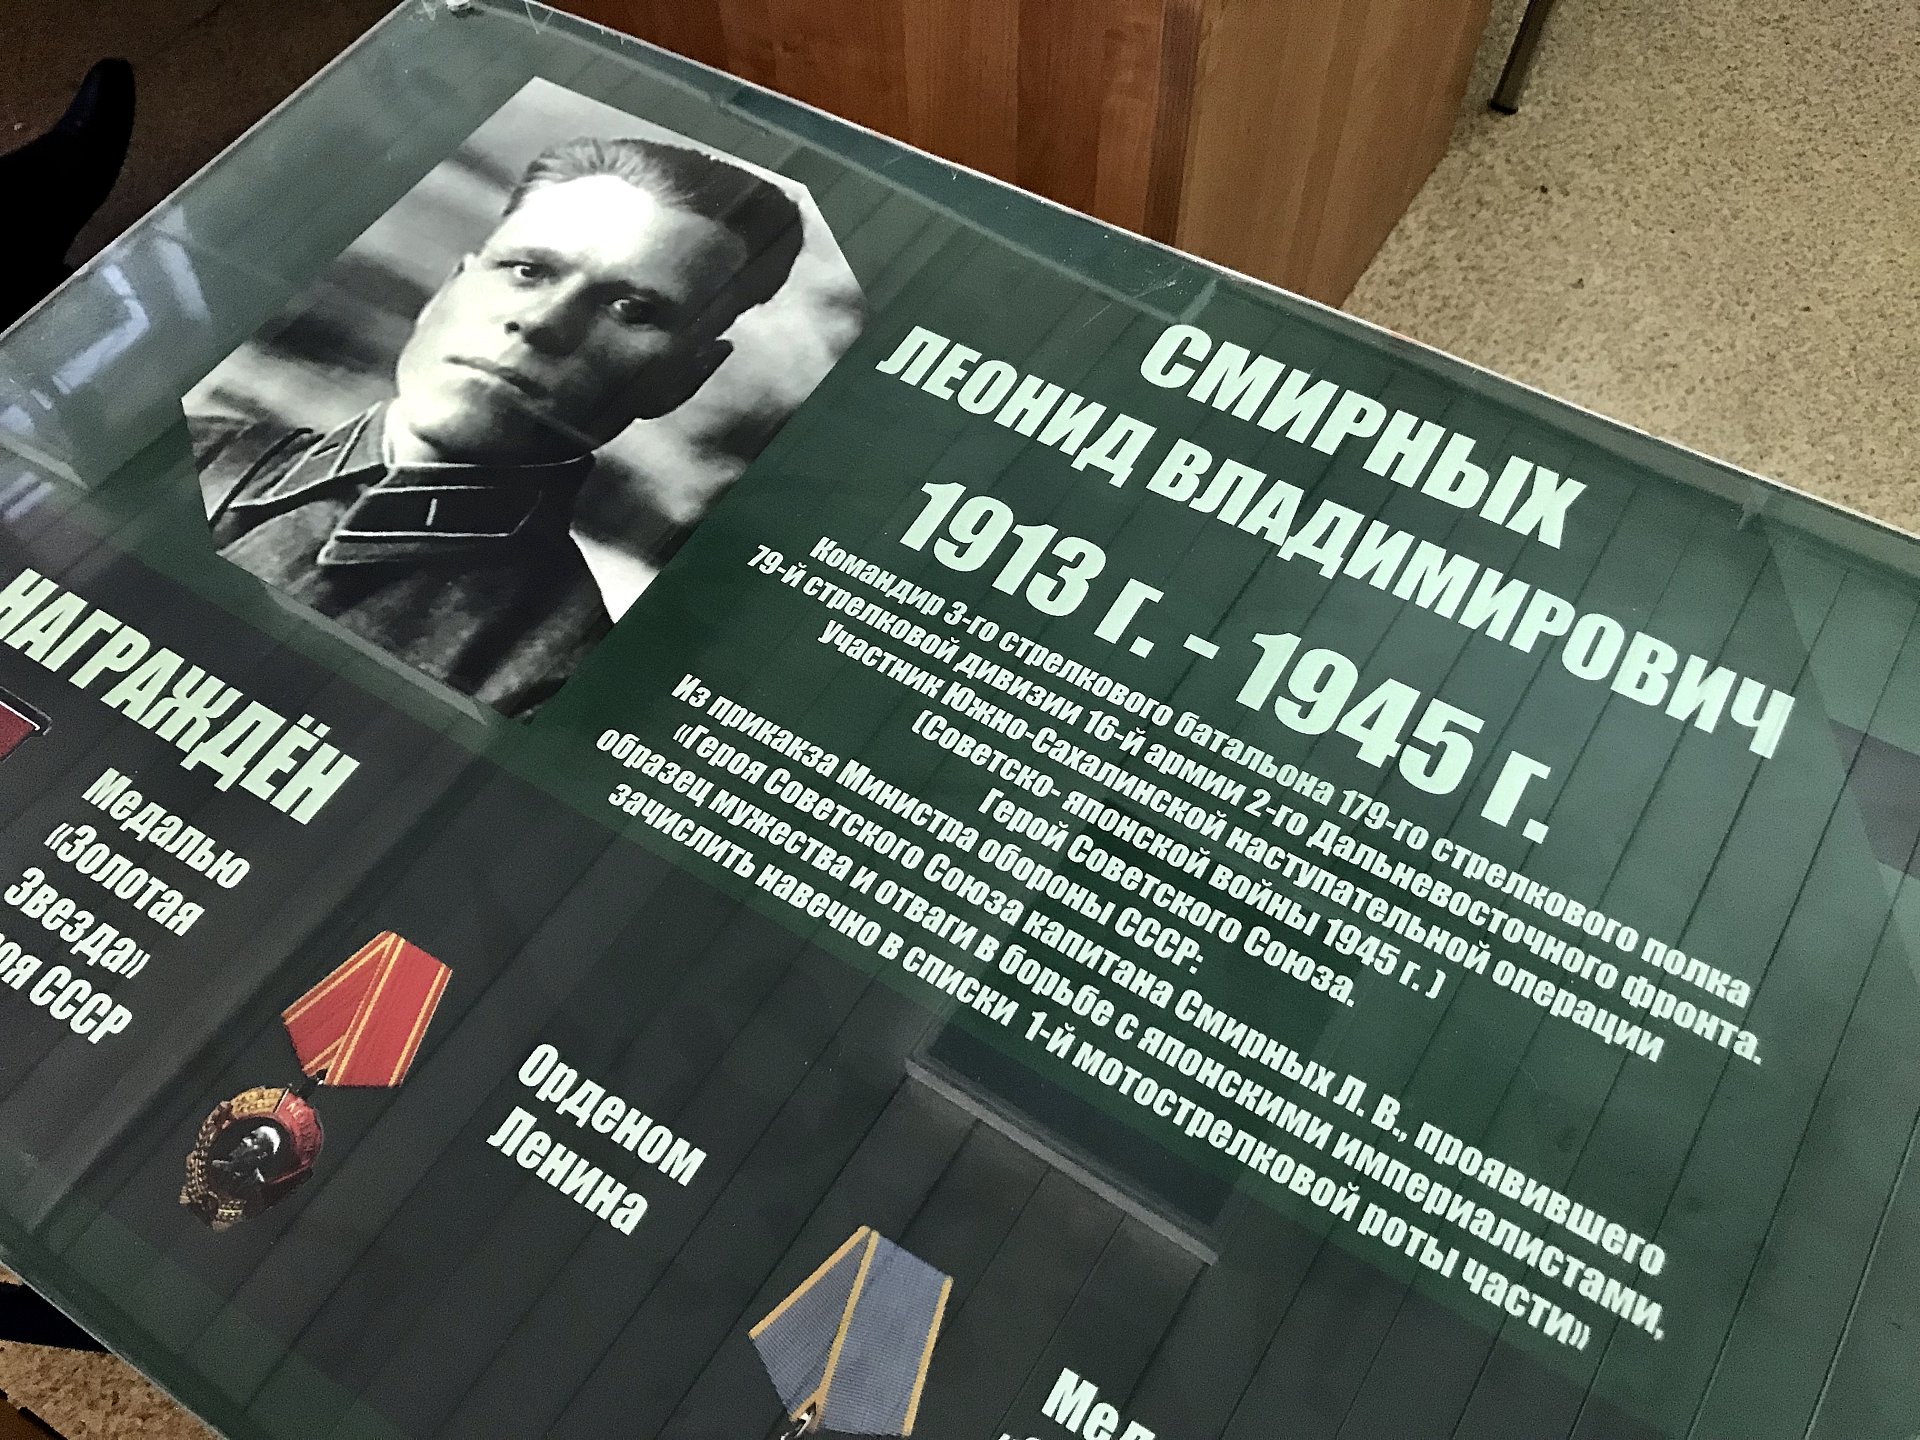 СМИРНЫХ
ЛЕОНИД ВЛАДИМИРОВИЧ
1913 г. - 1945 г.
Командир 3-го стрелкового батальона 179-го стрелкового полка
79-й стрелковой дивизии 16-й армии 2-го Дальневосточного фронта.
Участник Южно-Сахалинской наступательной операции
(Советско- японской войны 1945 г. )
Герой Советского Союза.
Из прикакза Министра обороны СССР:
«Героя Советского Союза капитана Смирных Л. В., проявившего
образец мужества и отваги в борьбе с японскими империалистами,
зачислить навечно в списки 1-й мотострелковой роты части»
НАГРАЖДЁН
Медалью
«Золотая
Звезда»
СССР
Орденом
Ленина